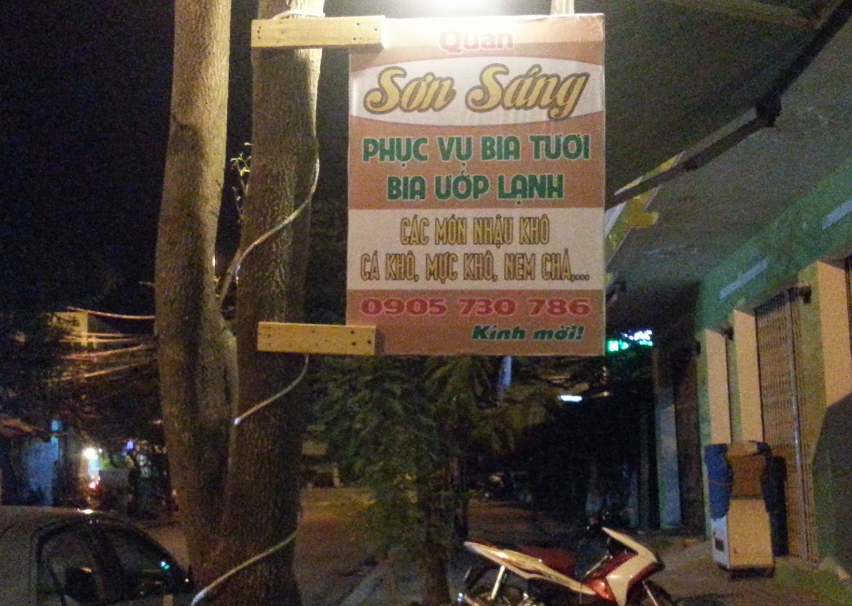 Quán
Sơn Sáng
PHỤC VỤ BIA TƯƠI
BIA ƯỚP LẠNH
CÁC MÓN NHẬU KHÔ
CÁ KHÔ, MỰC KHÔ, NEM CHẢ,...
0905 730 786
Kính mời!